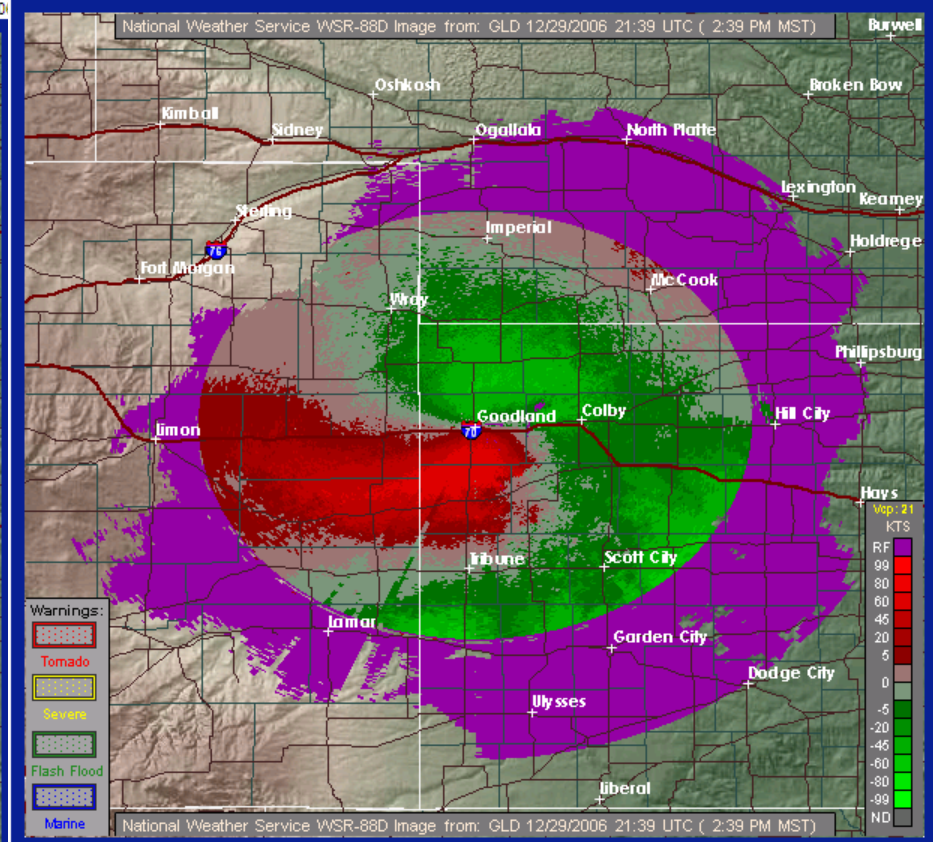 National Weather Service WSR-88D Image from: GLD 12/29/2006 21:39 UTC ( 2:39 PM MST)
Burwell
Oshkosh
Broken Bow
Kimball
Sidney
Ogallala
North Platte
Lexington
Kearney
Sterling
Imperial
Holdrege
76
Fort Morgan
McCook
Wray
Phillipsburg
Goodland
Colby
Hill City
70
Limon
Hays
Vcp: 21
KTS
RF
99
80
60
45
20
5
0
-5
-20
-45
-60
-80
-99
ND
Tribune
Scott City
Lamar
Garden City
Dodge City
Ulysses
Liberal
Warnings:
Tornado
Severe
Flash Flood
Marine
National Weather Service WSR-88D Image from: GLD 12/29/2006 21:39 UTC ( 2:39 PM MST)